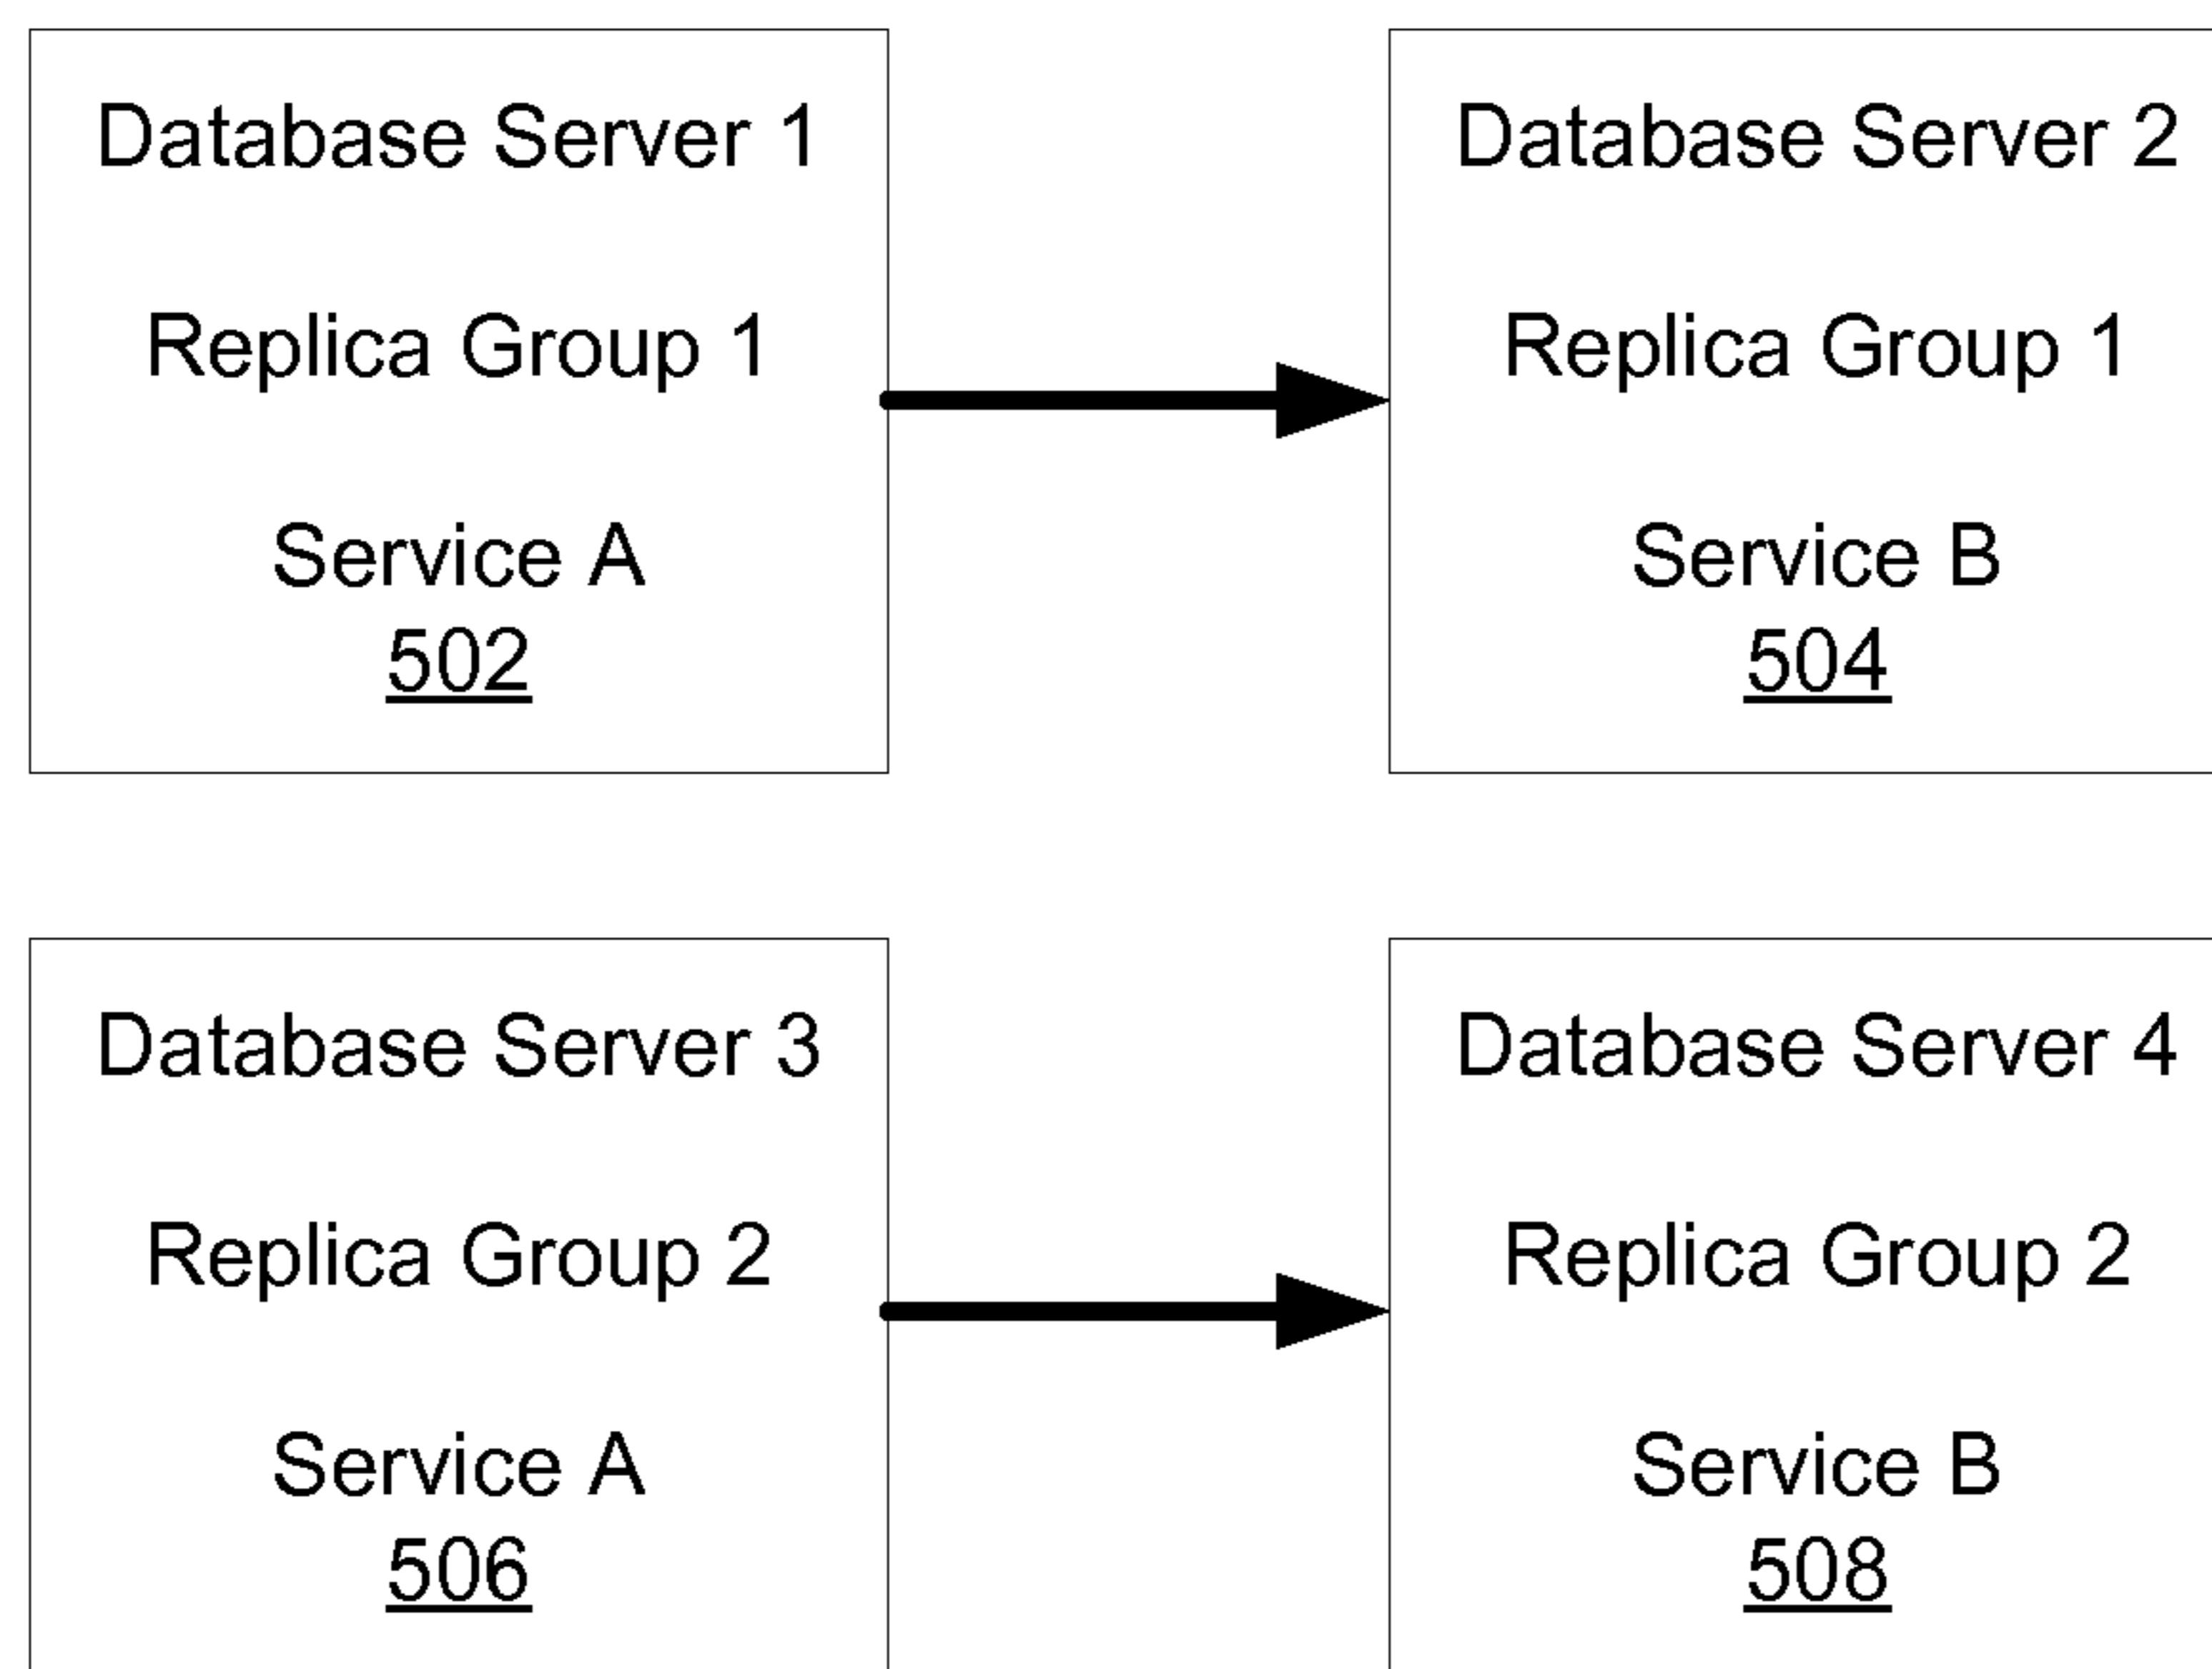 Database Server 1
Replica Group 1
Service A
502
Database Server 2
Replica Group 1
Service B
504
Database Server 3
Replica Group 2
Service A
506
Database Server 4
Replica Group 2
Service B
508